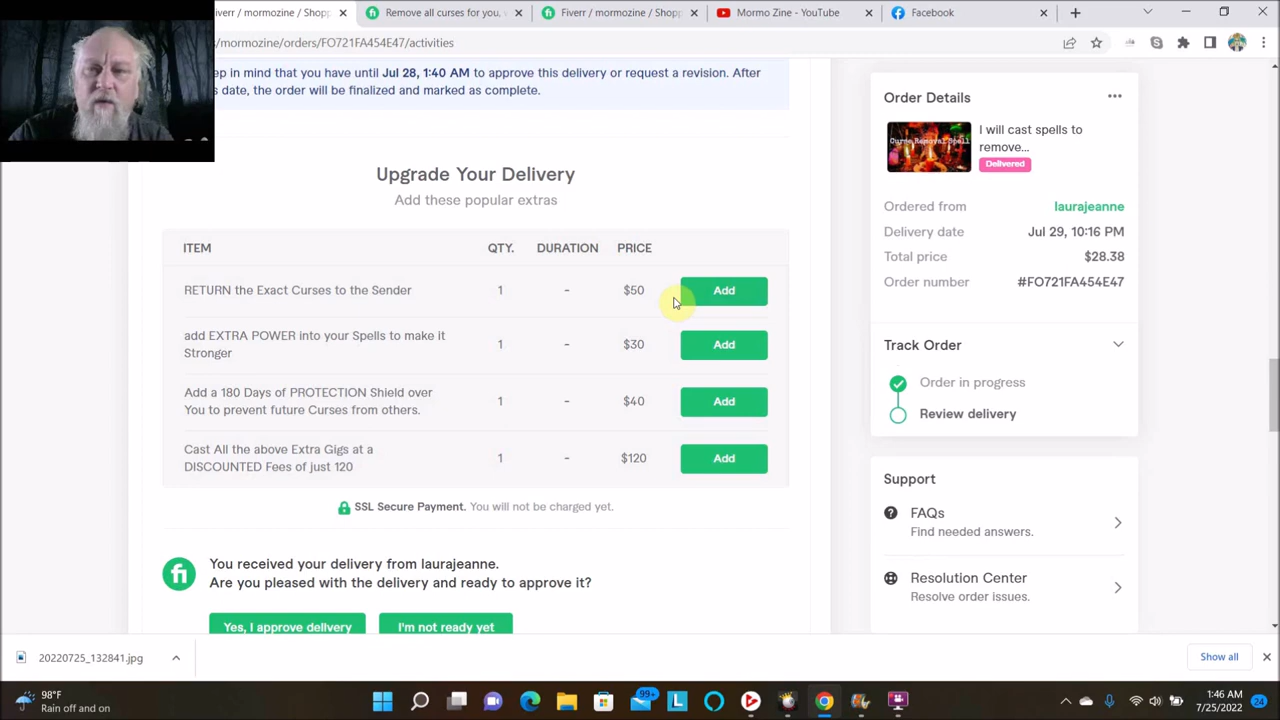 Fiverr / mormozine / Shopp
Remove all curses for you, w
Fiverr / mormozine / Shoppi
Mormo Zine - YouTube
Facebook
s/mormozine/orders/FO721FA454E47/activities
ep in mind that you have until Jul 28, 1:40 AM to approve this delivery or request a revision. After
s date, the order will be finalized and marked as complete.
Upgrade Your Delivery
Add these popular extras
ITEM QTY. DURATION PRICE
RETURN the Exact Curses to the Sender 1 - $50 Add
add EXTRA POWER into your Spells to make it
Stronger
1 - $30 Add
Add a 180 Days of PROTECTION Shield over
You to prevent future Curses from others.
1 - $40 Add
Cast All the above Extra Gigs at a
DISCOUNTED Fees of just 120
1 - $120 Add
SSL Secure Payment. You will not be charged yet.
fi
You received your delivery from laurajeanne.
Are you pleased with the delivery and ready to approve it?
Yes, I approve delivery
I'm not ready yet
Order Details
Curse Removal Spell
I will cast spells to
remove...
Delivered
Ordered from laurajeanne
Delivery date Jul 29, 10:16 PM
Total price $28.38
Order number #FO721FA454E47
Track Order
Order in progress
Review delivery
Support
FAQs
Find needed answers.
Resolution Center
Resolve order issues.
20220725_132841.jpg
Show all
98°F
Rain off and on
99+
L
1:46 AM
7/25/2022
24